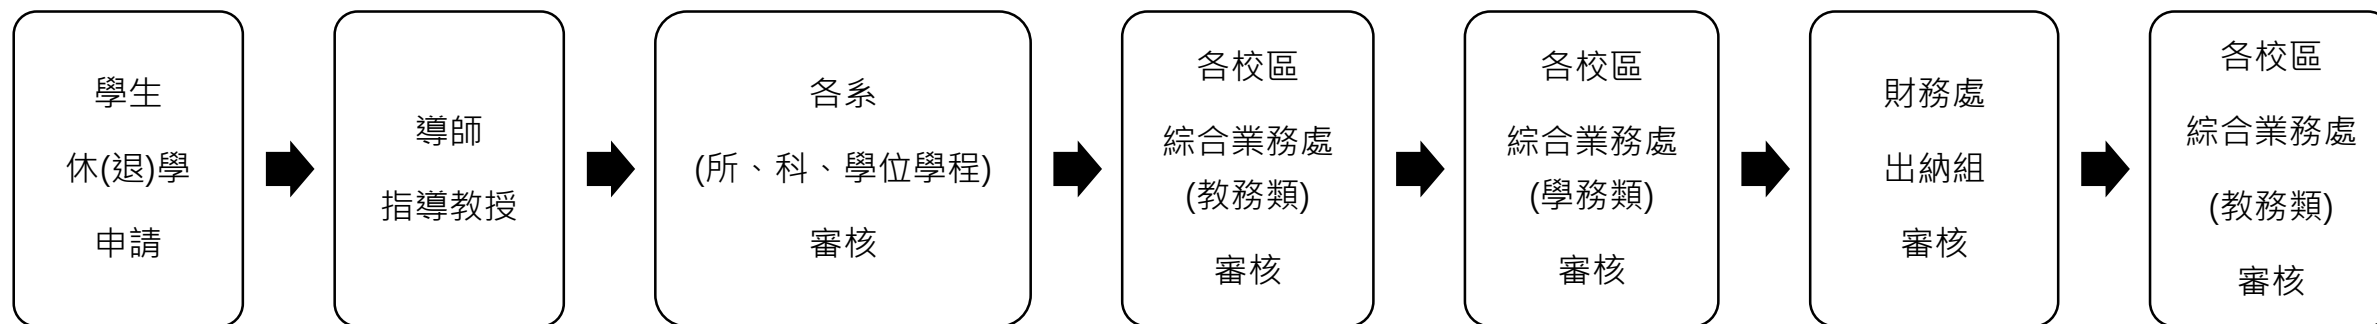 學生
休(退)學
申請
導師
指導教授
各系
(所、科、學位學程)
審核
各校區
綜合業務處
(教務類)
審核
各校區
綜合業務處
(學務類)
審核
財務處
出納組
審核
各校區
綜合業務處
(教務類)
審核